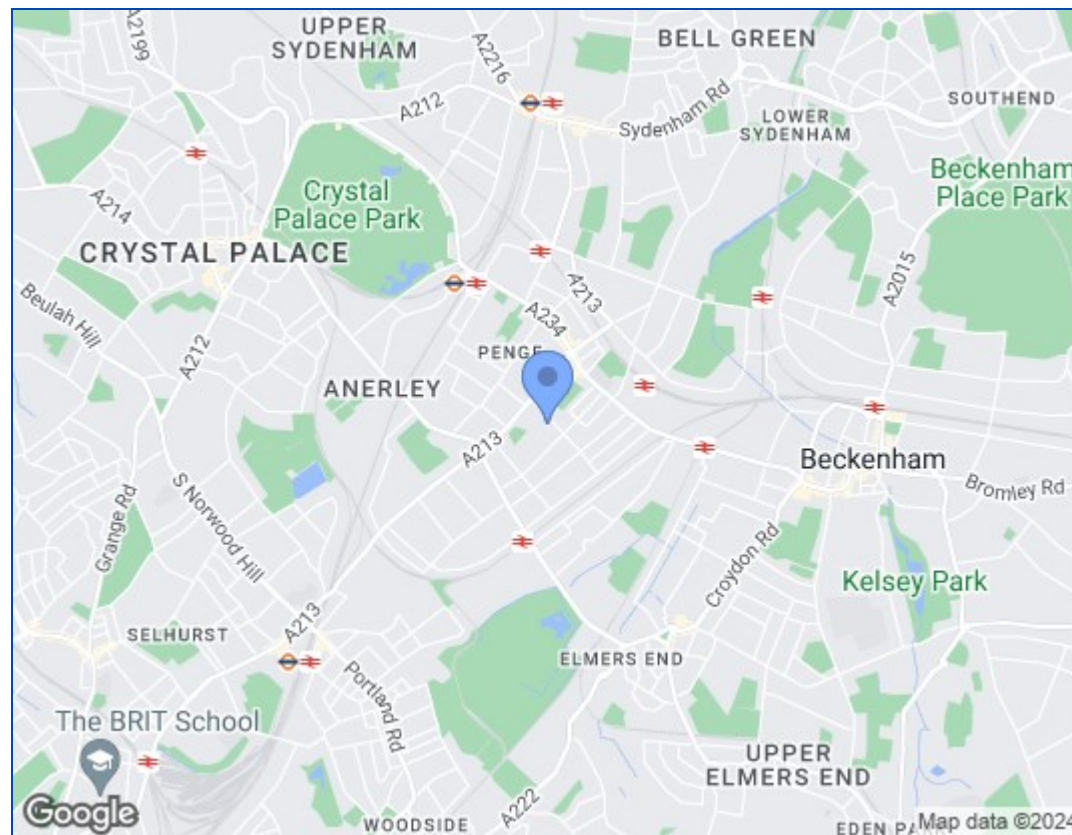 A2199
UPPER
SYDENHAM
A2216
BELL GREEN
A212
Sydenham Rd
LOWER
SYDENHAM
SOUTHEND
Crystal
Palace Park
Beckenham
Place Park
A214
CRYSTAL PALACE
A2015
Beulah Hill
A212
A213
A234
PENGE
ANERLEY
A213
Beckenham
Bromley Rd
Grange Rd
S Norwood Hill
Croydon Rd
Kelsey Park
A213
SELHURST
ELMERS END
Portland Rd
The BRIT School
UPPER
ELMERS END
A222
Google
WOODSIDE
EDEN PA
Map data ©2024